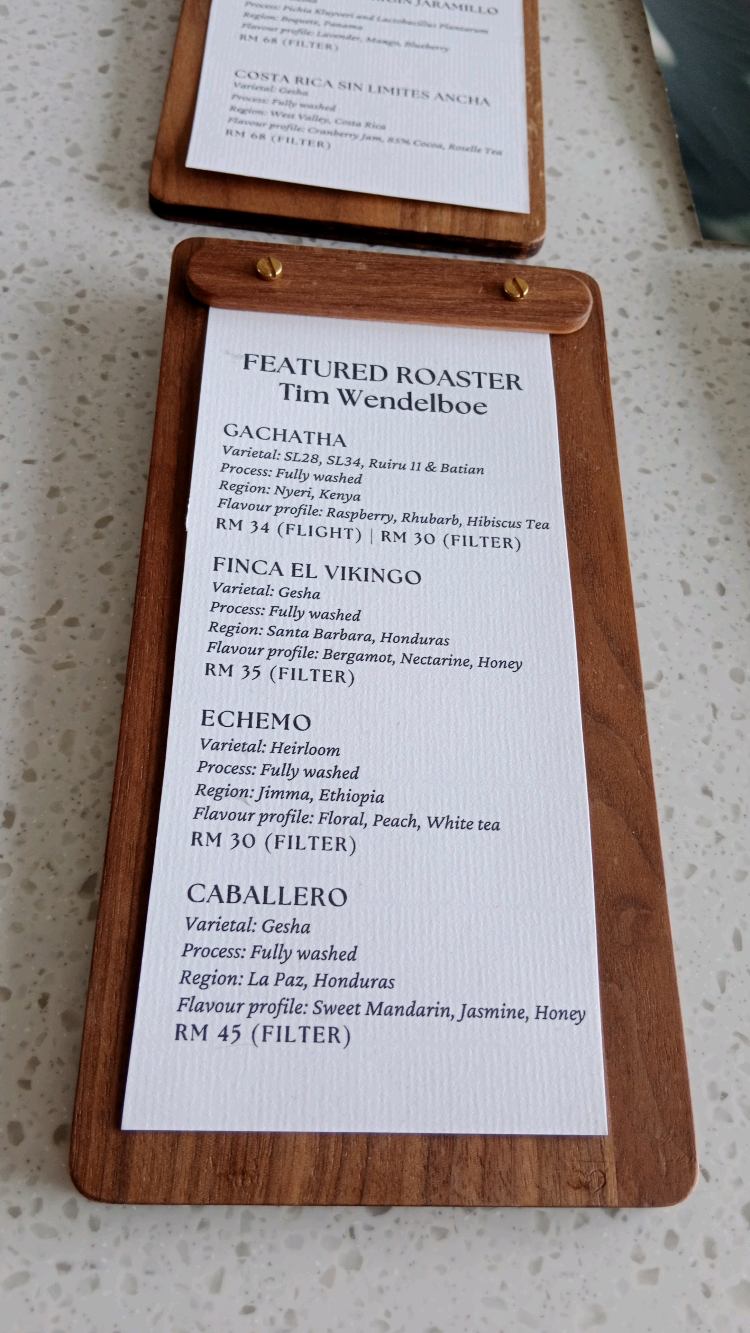 JARAMILLO
Process: Pichia Kluyveri and Lactobacillus Plantarum
Region: Boquete, Panama
Flavour profile: Lavender, Mango, Blueberry
RM 68 (FILTER)
COSTA RICA SIN LIMITES ANCHA
Varietal: Gesha
Process: Fully washed
Region: West Valley, Costa Rica
Flavour profile: Cranberry Jam, 85% Cocoa, Roselle Tea
RM 68 (FILTER)
FEATURED ROASTER
Tim Wendelboe
GACHATHA
Varietal: SL28, SL34, Ruiru 11 & Batian
Process: Fully washed
Region: Nyeri, Kenya
Flavour profile: Raspberry, Rhubarb, Hibiscus Tea
RM 34 (FLIGHT) | RM 30 (FILTER)
FINCA EL VIKINGO
Varietal: Gesha
Process: Fully washed
Region: Santa Barbara, Honduras
Flavour profile: Bergamot, Nectarine, Honey
RM 35 (FILTER)
ECHEMO
Varietal: Heirloom
Process: Fully washed
Region: Jimma, Ethiopia
Flavour profile: Floral, Peach, White tea
RM 30 (FILTER)
CABALLERO
Varietal: Gesha
Process: Fully washed
Region: La Paz, Honduras
Flavour profile: Sweet Mandarin, Jasmine, Honey
RM 45 (FILTER)